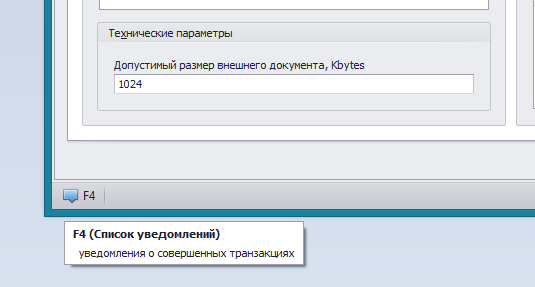 Технические параметры
Допустимый размер внешнего документа, Kbytes
1024
F4
F4 (Список уведомлений)
уведомления о совершенных транзакциях